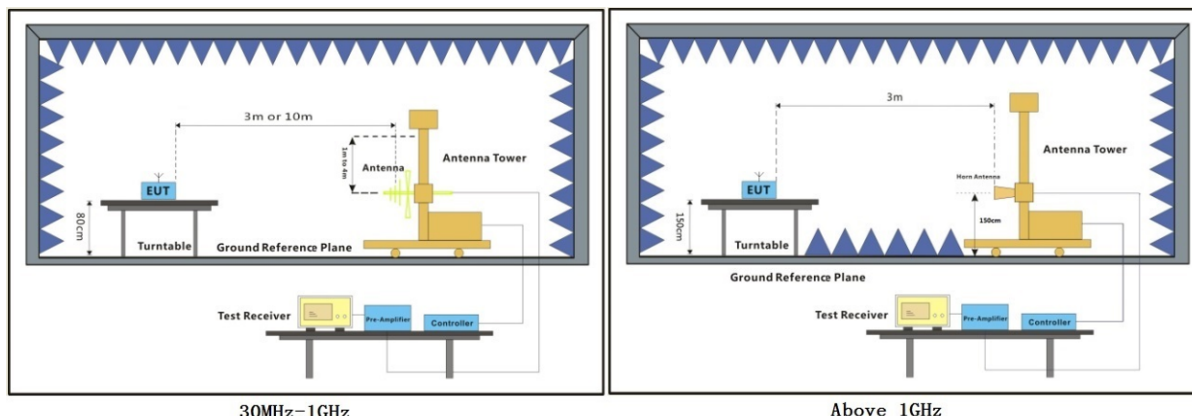 3m or 10m
1m to 4m
Antenna
Antenna Tower
EUT
80cm
Turntable
Ground Reference Plane
Test Receiver
Pre-Amplifier
Controller
30MHz-1GHz
3m
Antenna Tower
Horn Antenna
EUT
150cm
150cm
Turntable
Ground Reference Plane
Test Receiver
Pre-Amplifier
Controller
Above 1GHz